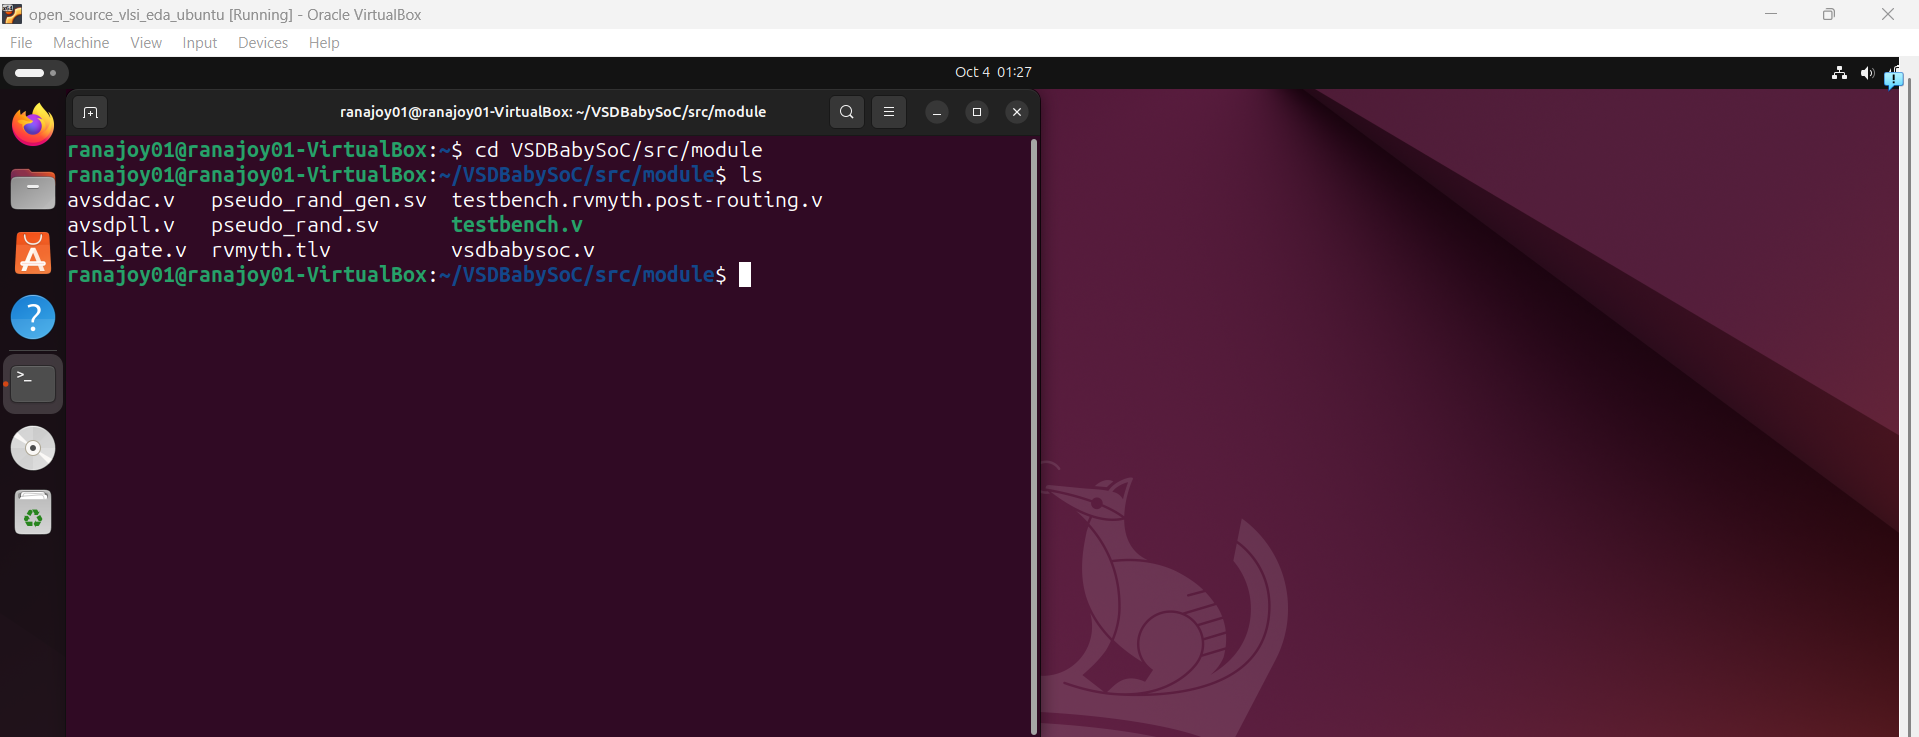 open_source_vlsi_eda_ubuntu [Running] - Oracle VirtualBox
File Machine View Input Devices Help
Oct 4 01:27
ranajoy01@ranajoy01-VirtualBox: ~/VSDBabySoC/src/module
ranajoy01@ranajoy01-VirtualBox:~$ cd VSDBabySoC/src/module
ranajoy01@ranajoy01-VirtualBox:~/VSDBabySoC/src/module$ ls
avsddac.v pseudo_rand_gen.sv testbench.rvmyth.post-routing.v
avsdpll.v pseudo_rand.sv testbench.v
clk_gate.v rvmyth.tlv vsdbabysoc.v
ranajoy01@ranajoy01-VirtualBox:~/VSDBabySoC/src/module$